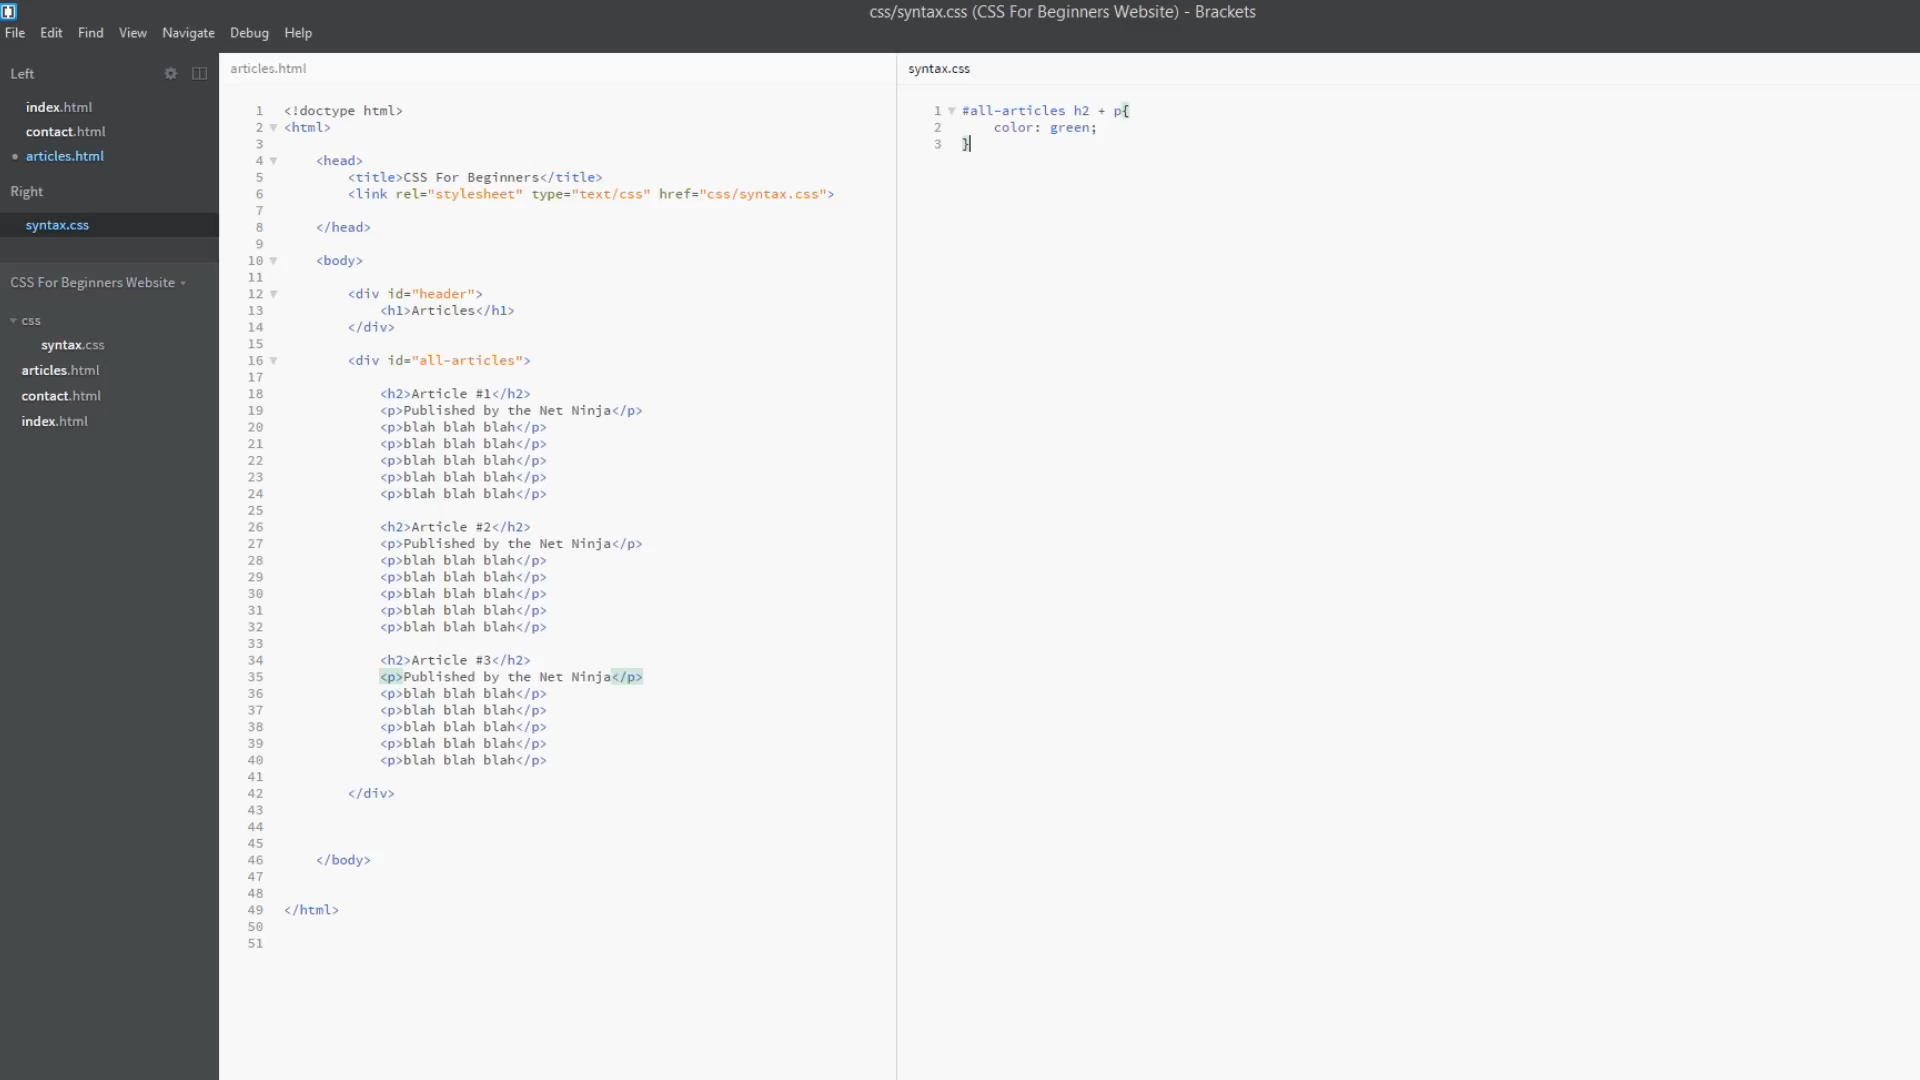 css/syntax.css (CSS For Beginners Website) - Brackets
File Edit Find View Navigate Debug Help
Left
index.html
contact.html
• articles.html
Right
syntax.css
CSS For Beginners Website
css
syntax.css
articles.html
contact.html
index.html
articles.html
1 <!doctype html>
2 <html>
3
4 <head>
5 <title>CSS For Beginners</title>
6 <link rel="stylesheet" type="text/css" href="css/syntax.css">
7
8 </head>
9
10 <body>
11
12 <div id="header">
13 <h1>Articles</h1>
14 </div>
15
16 <div id="all-articles">
17
18 <h2>Article #1</h2>
19 <p>Published by the Net Ninja</p>
20 <p>blah blah blah</p>
21 <p>blah blah blah</p>
22 <p>blah blah blah</p>
23 <p>blah blah blah</p>
24 <p>blah blah blah</p>
25
26 <h2>Article #2</h2>
27 <p>Published by the Net Ninja</p>
28 <p>blah blah blah</p>
29 <p>blah blah blah</p>
30 <p>blah blah blah</p>
31 <p>blah blah blah</p>
32 <p>blah blah blah</p>
33
34 <h2>Article #3</h2>
35 <p>Published by the Net Ninja</p>
36 <p>blah blah blah</p>
37 <p>blah blah blah</p>
38 <p>blah blah blah</p>
39 <p>blah blah blah</p>
40 <p>blah blah blah</p>
41
42 </div>
43
44
45
46 </body>
47
48
49 </html>
50
51
syntax.css
1 #all-articles h2 + p{
2 color: green;
3 }